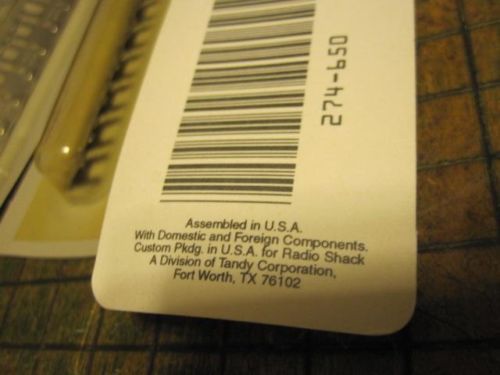 274-650
Assembled in U.S.A.
With Domestic and Foreign Components.
Custom Pkdg. in U.S.A. for Radio Shack
A Division of Tandy Corporation,
Fort Worth, TX 76102